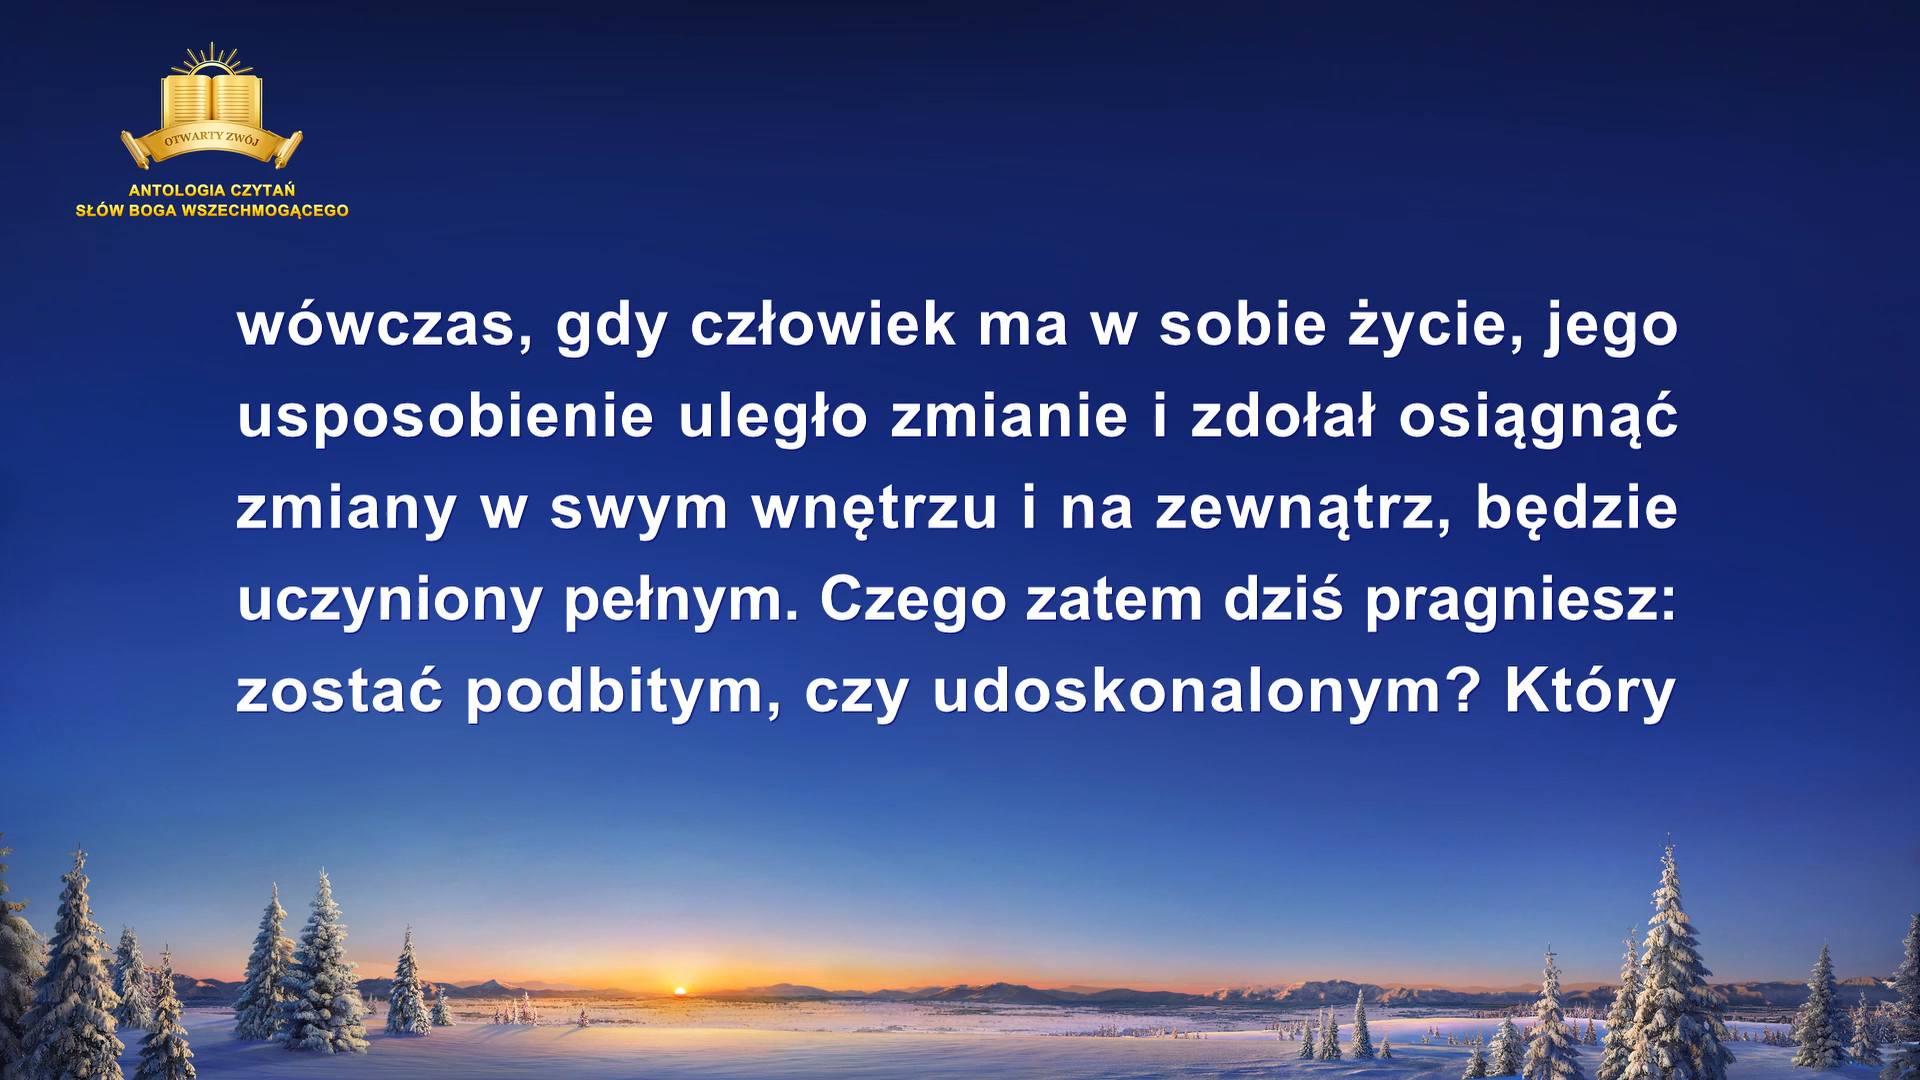 OTWARTY ZWÓJ
ANTOLOGIA CZYTAŃ
SŁÓW BOGA WSZECHMOGĄCEGO
wówczas, gdy człowiek ma w sobie życie, jego
usposobienie uległo zmianie i zdołał osiągnąć
zmiany w swym wnętrzu i na zewnątrz, będzie
uczyniony pełnym. Czego zatem dziś pragniesz:
zostać podbitym, czy udoskonalonym? Który